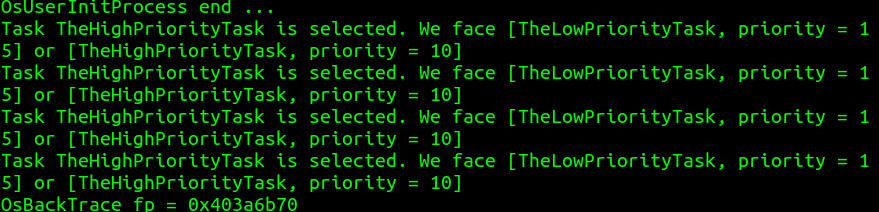 OsUserInitProcess end ...
Task TheHighPriorityTask is selected. We face [TheLowPriorityTask, priority = 1
5] or [TheHighPriorityTask, priority = 10]
Task TheHighPriorityTask is selected. We face [TheLowPriorityTask, priority = 1
5] or [TheHighPriorityTask, priority = 10]
Task TheHighPriorityTask is selected. We face [TheLowPriorityTask, priority = 1
5] or [TheHighPriorityTask, priority = 10]
Task TheHighPriorityTask is selected. We face [TheLowPriorityTask, priority = 1
5] or [TheHighPriorityTask, priority = 10]
OsBackTrace fp = 0x403a6b70